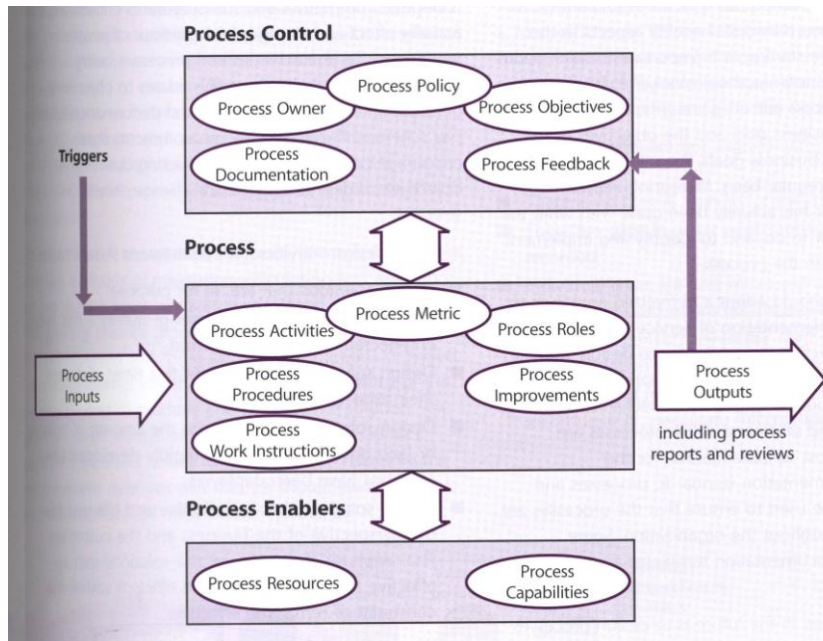 Process Control
Process Policy
Process Owner
Process Objectives
Process
Documentation
Process Feedback
Triggers
Process
Process Metric
Process Activities
Process Roles
Process
Inputs
Process
Procedures
Process
Improvements
Process
Outputs
Process
Work Instructions
including process
reports and reviews
Process Enablers
Process Resources
Process
Capabilities